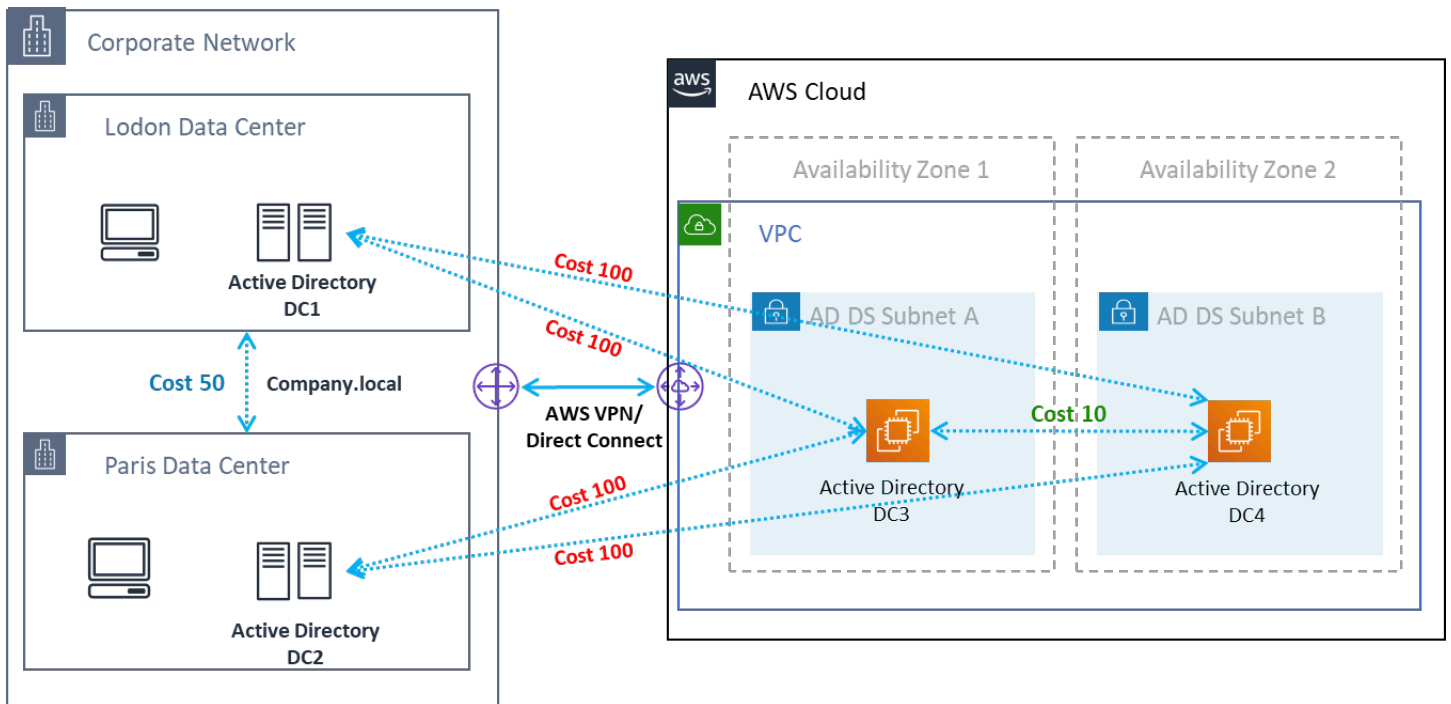 Corporate Network
Lodon Data Center
Active Directory
DC1
Cost 50
Company.local
Paris Data Center
Active Directory
DC2
AWS VPN/
Direct Connect
Cost 100
Cost 100
Cost 100
Cost 100
aws
AWS Cloud
Availability Zone 1
Availability Zone 2
VPC
AD DS Subnet A
AD DS Subnet B
Cost 10
Active Directory
DC3
Active Directory
DC4